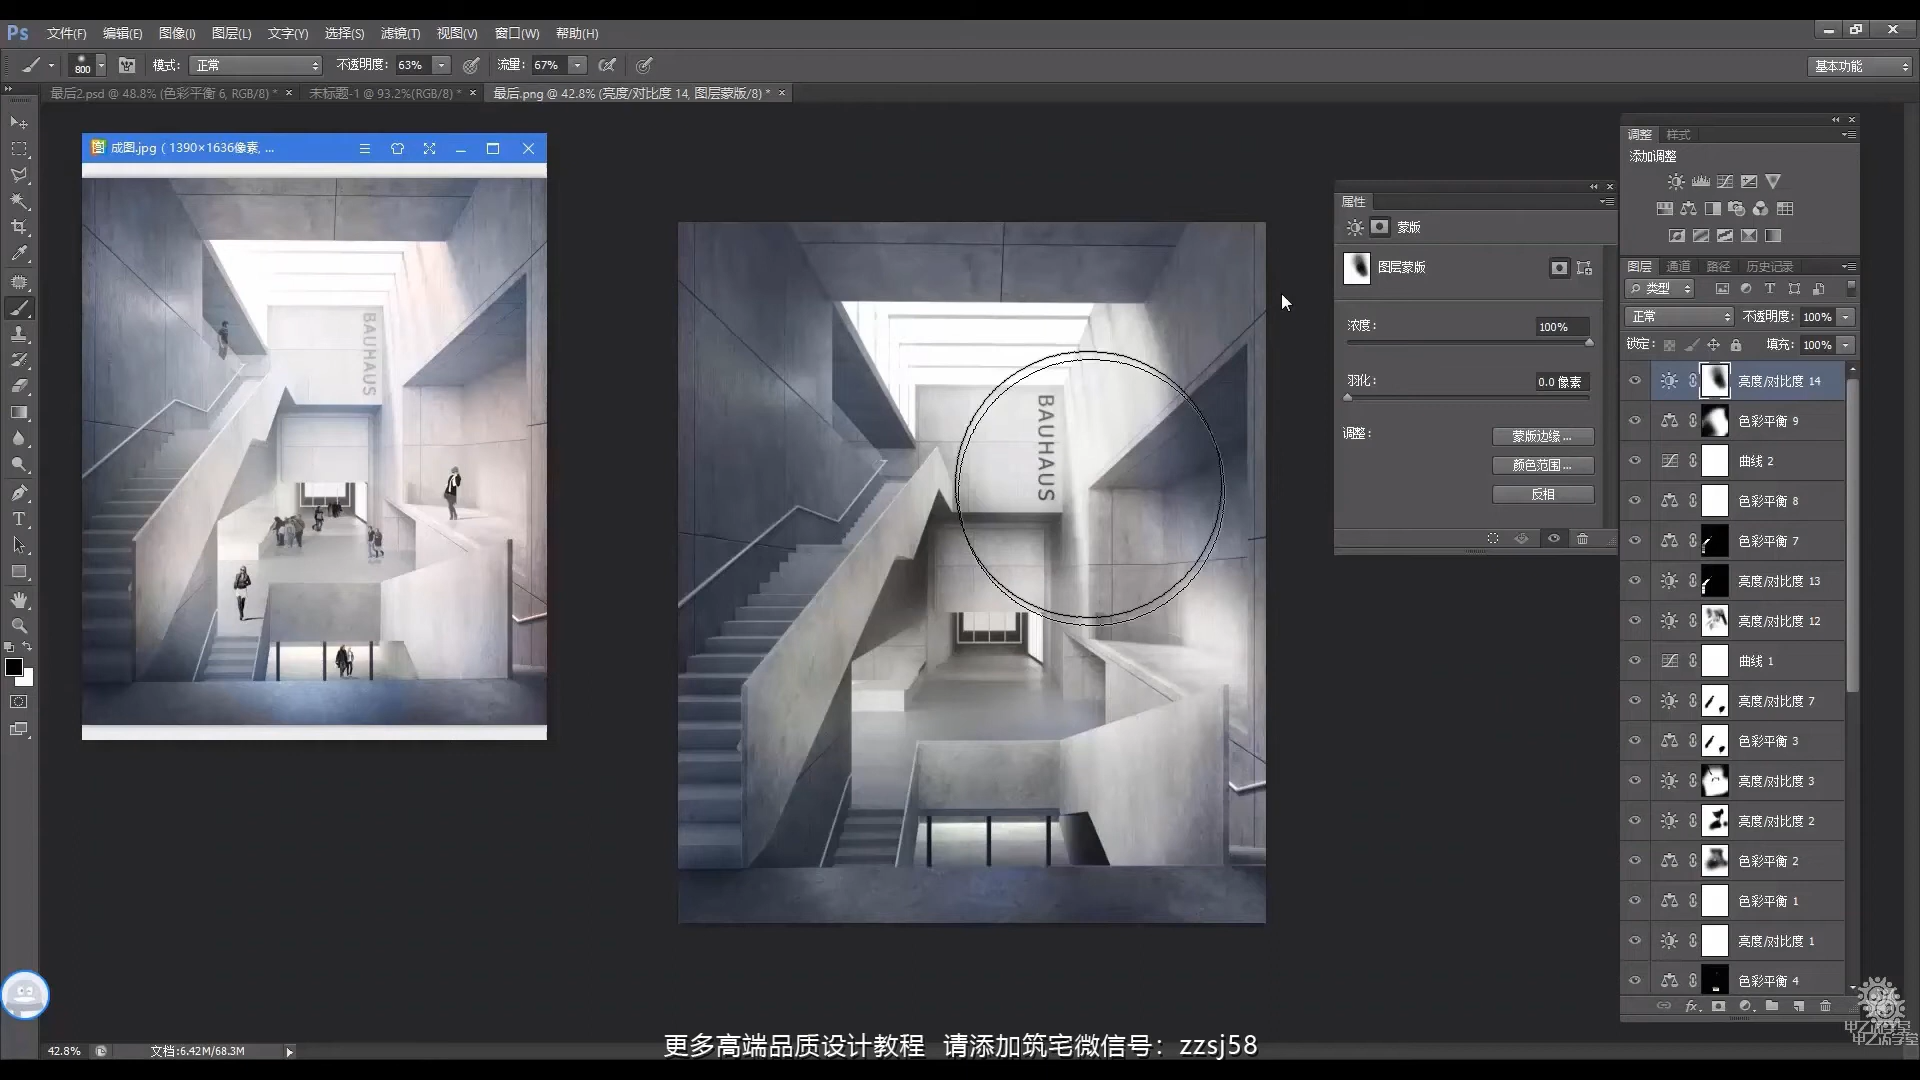 Ps 文件(F) 编辑(E) 图像(I) 图层(L) 文字(Y) 选择(S) 滤镜(T) 视图(V) 窗口(W) 帮助(H)
800 模式: 正常 不透明度: 63% 流量: 67% 基本功能
最后2.psd @ 48.8% (色彩平衡 6, RGB/8) * × 未标题-1 @ 93.2%(RGB/8) * × 最后.png @ 42.8% (亮度/对比度 14, 图层蒙版/8) * ×
成图.jpg ( 1390×1636像素, ...
BAUHAUS
BAUHAUS
属性
蒙版
图层蒙版
浓度: 100%
羽化: 0.0 像素
调整: 蒙版边缘...
颜色范围...
反相
调整 样式
添加调整
图层 通道 路径 历史记录
类型
正常 不透明度: 100%
锁定: 填充: 100%
亮度/对比度 14
色彩平衡 9
曲线 2
色彩平衡 8
色彩平衡 7
亮度/对比度 13
亮度/对比度 12
曲线 1
亮度/对比度 7
色彩平衡 3
亮度/对比度 3
亮度/对比度 2
色彩平衡 2
色彩平衡 1
亮度/对比度 1
色彩平衡 4
fx
42.8% 文档:6.42M/68.3M
更多高端品质设计教程 请添加筑宅微信号：zzsj58